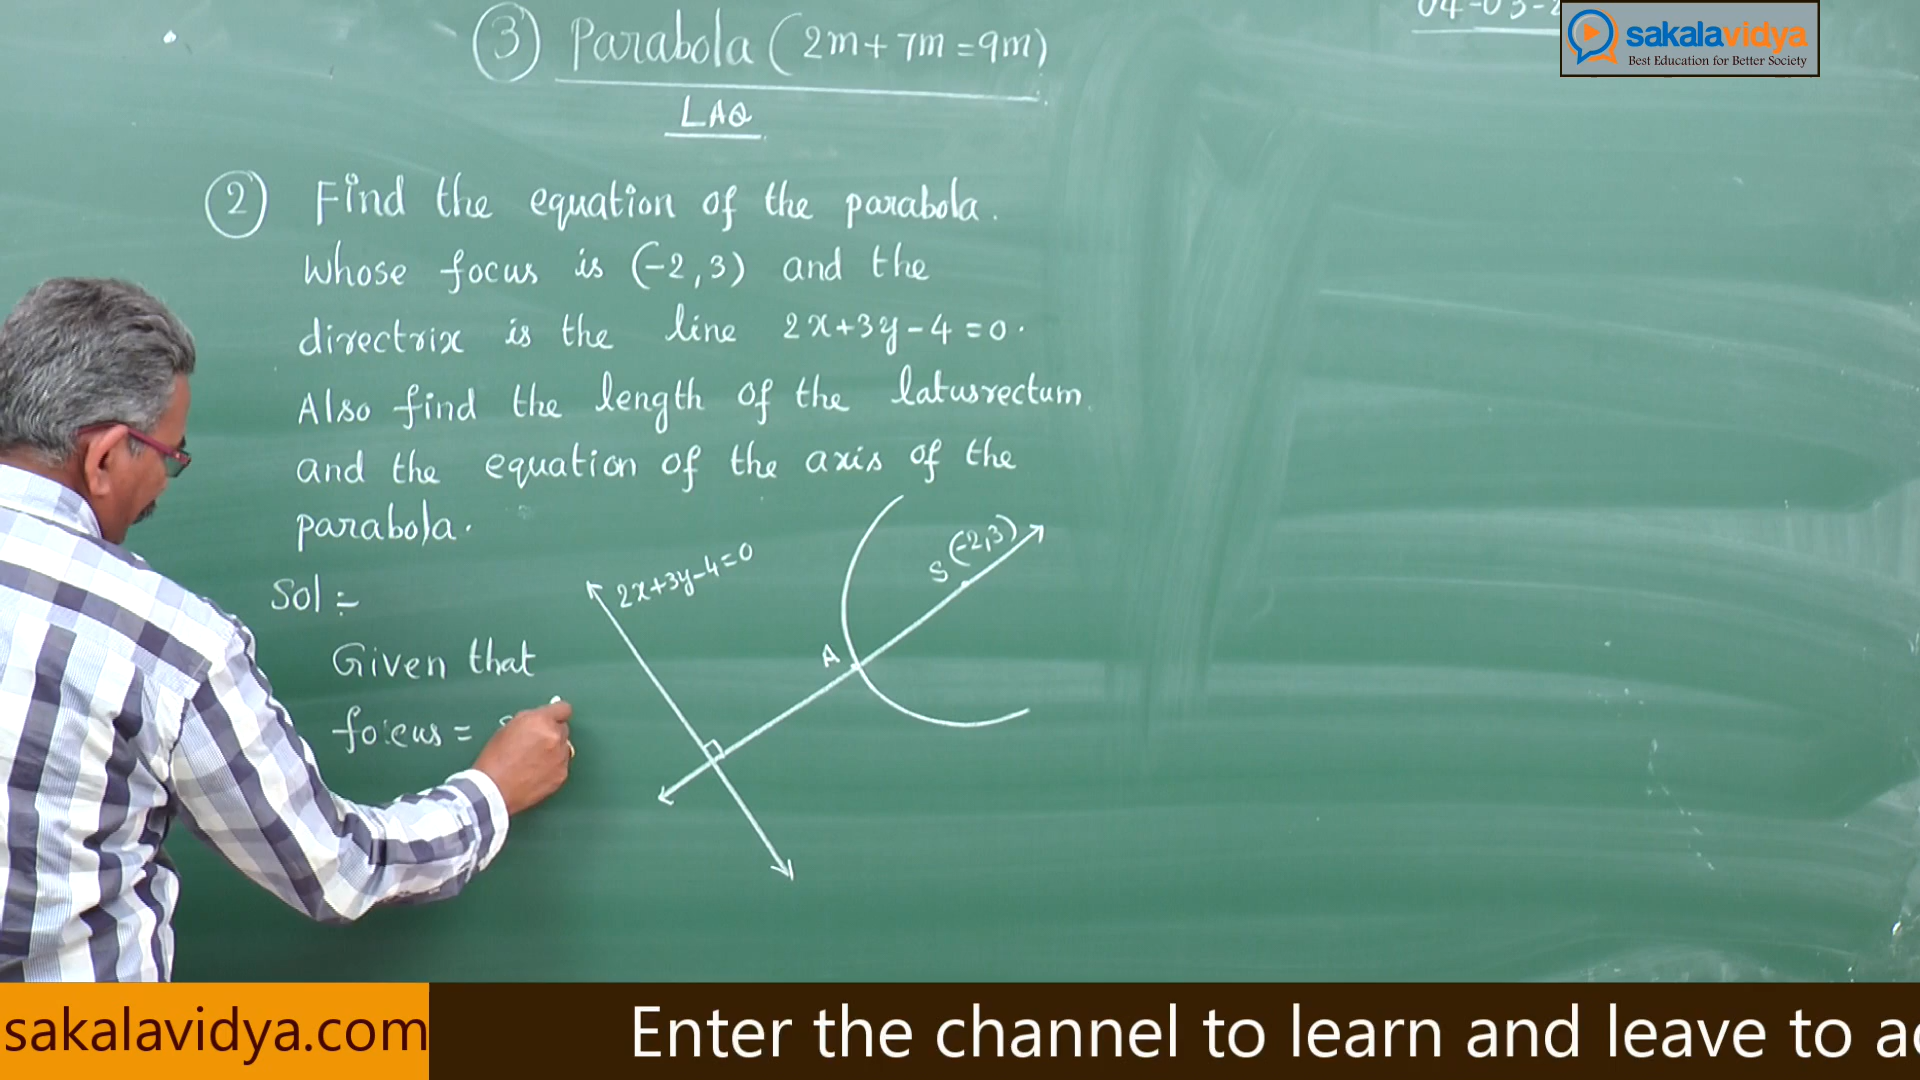 ③ Parabola (2m+7m=9m)
LAQ
04-03-2
sakalavidya
Best Education for Better Society
② Find the equation of the parabola.
Whose focus is (-2,3) and the
directrix is the line 2x+3y-4=0.
Also find the length of the latusrectum
and the equation of the axis of the
parabola.
Sol:-
Given that
focus = S
2x+3y-4=0
S (-2,3)
A
sakalavidya.com
Enter the channel to learn and leave to